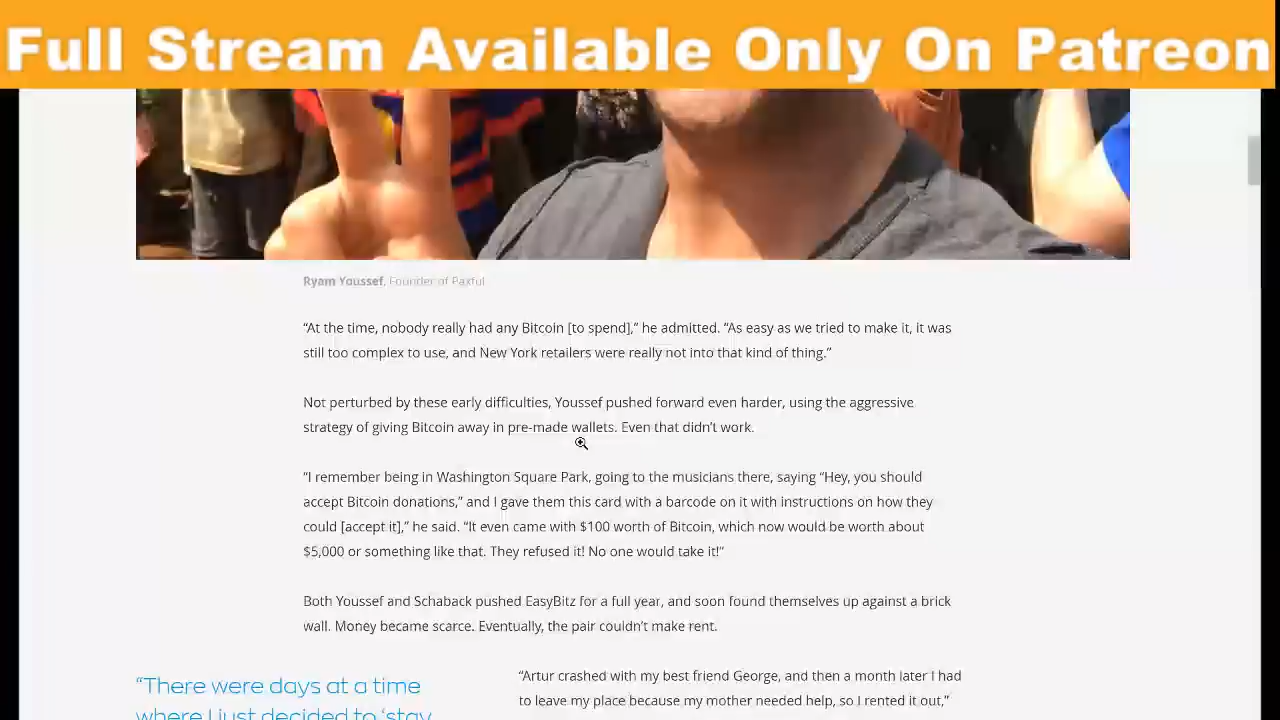 Full Stream Available Only On Patreon
Ryam Youssef, Founder of Paxful
“At the time, nobody really had any Bitcoin [to spend],” he admitted. “As easy as we tried to make it, it was
still too complex to use, and New York retailers were really not into that kind of thing.”
Not perturbed by these early difficulties, Youssef pushed forward even harder, using the aggressive
strategy of giving Bitcoin away in pre-made wallets. Even that didn’t work.
“I remember being in Washington Square Park, going to the musicians there, saying “Hey, you should
accept Bitcoin donations,” and I gave them this card with a barcode on it with instructions on how they
could [accept it],” he said. “It even came with $100 worth of Bitcoin, which now would be worth about
$5,000 or something like that. They refused it! No one would take it!”
Both Youssef and Schaback pushed EasyBitz for a full year, and soon found themselves up against a brick
wall. Money became scarce. Eventually, the pair couldn’t make rent.
“There were days at a time
where I just decided to ‘stay
“Artur crashed with my best friend George, and then a month later I had
to leave my place because my mother needed help, so I rented it out,”